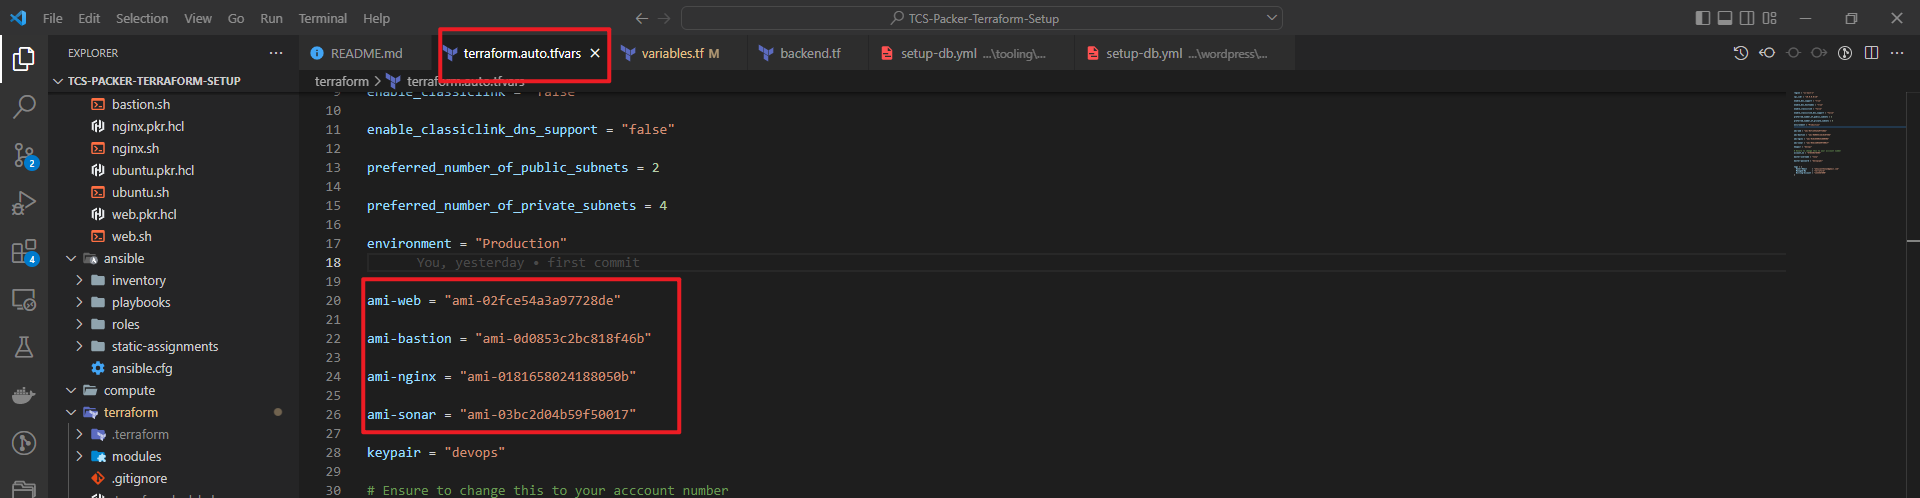 File Edit Selection View Go Run Terminal Help
TCS-Packer-Terraform-Setup
EXPLORER
README.md
terraform.auto.tfvars
variables.tf M
backend.tf
setup-db.yml ...\tooling\...
setup-db.yml ...\wordpress\...
TCS-PACKER-TERRAFORM-SETUP
terraform > terraform.auto.tfvars
bastion.sh
nginx.pkr.hcl
nginx.sh
ubuntu.pkr.hcl
ubuntu.sh
web.pkr.hcl
web.sh
ansible
inventory
playbooks
roles
static-assignments
ansible.cfg
compute
terraform
.terraform
modules
.gitignore
2
4
9 enable_classiclink = "false"
10
11 enable_classiclink_dns_support = "false"
12
13 preferred_number_of_public_subnets = 2
14
15 preferred_number_of_private_subnets = 4
16
17 environment = "Production"
18 You, yesterday • first commit
19
20 ami-web = "ami-02fce54a3a97728de"
21
22 ami-bastion = "ami-0d0853c2bc818f46b"
23
24 ami-nginx = "ami-0181658024188050b"
25
26 ami-sonar = "ami-03bc2d04b59f50017"
27
28 keypair = "devops"
29
30 # Ensure to change this to your acccount number